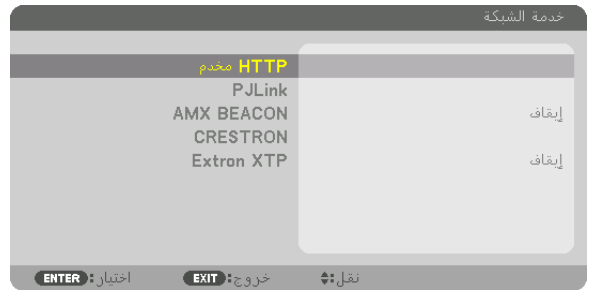 خدمة الشبكة
HTTP مخدم
PJLink
AMX BEACON إيقاف
CRESTRON
Extron XTP إيقاف
ENTER :اختيار EXIT :خروج نقل: